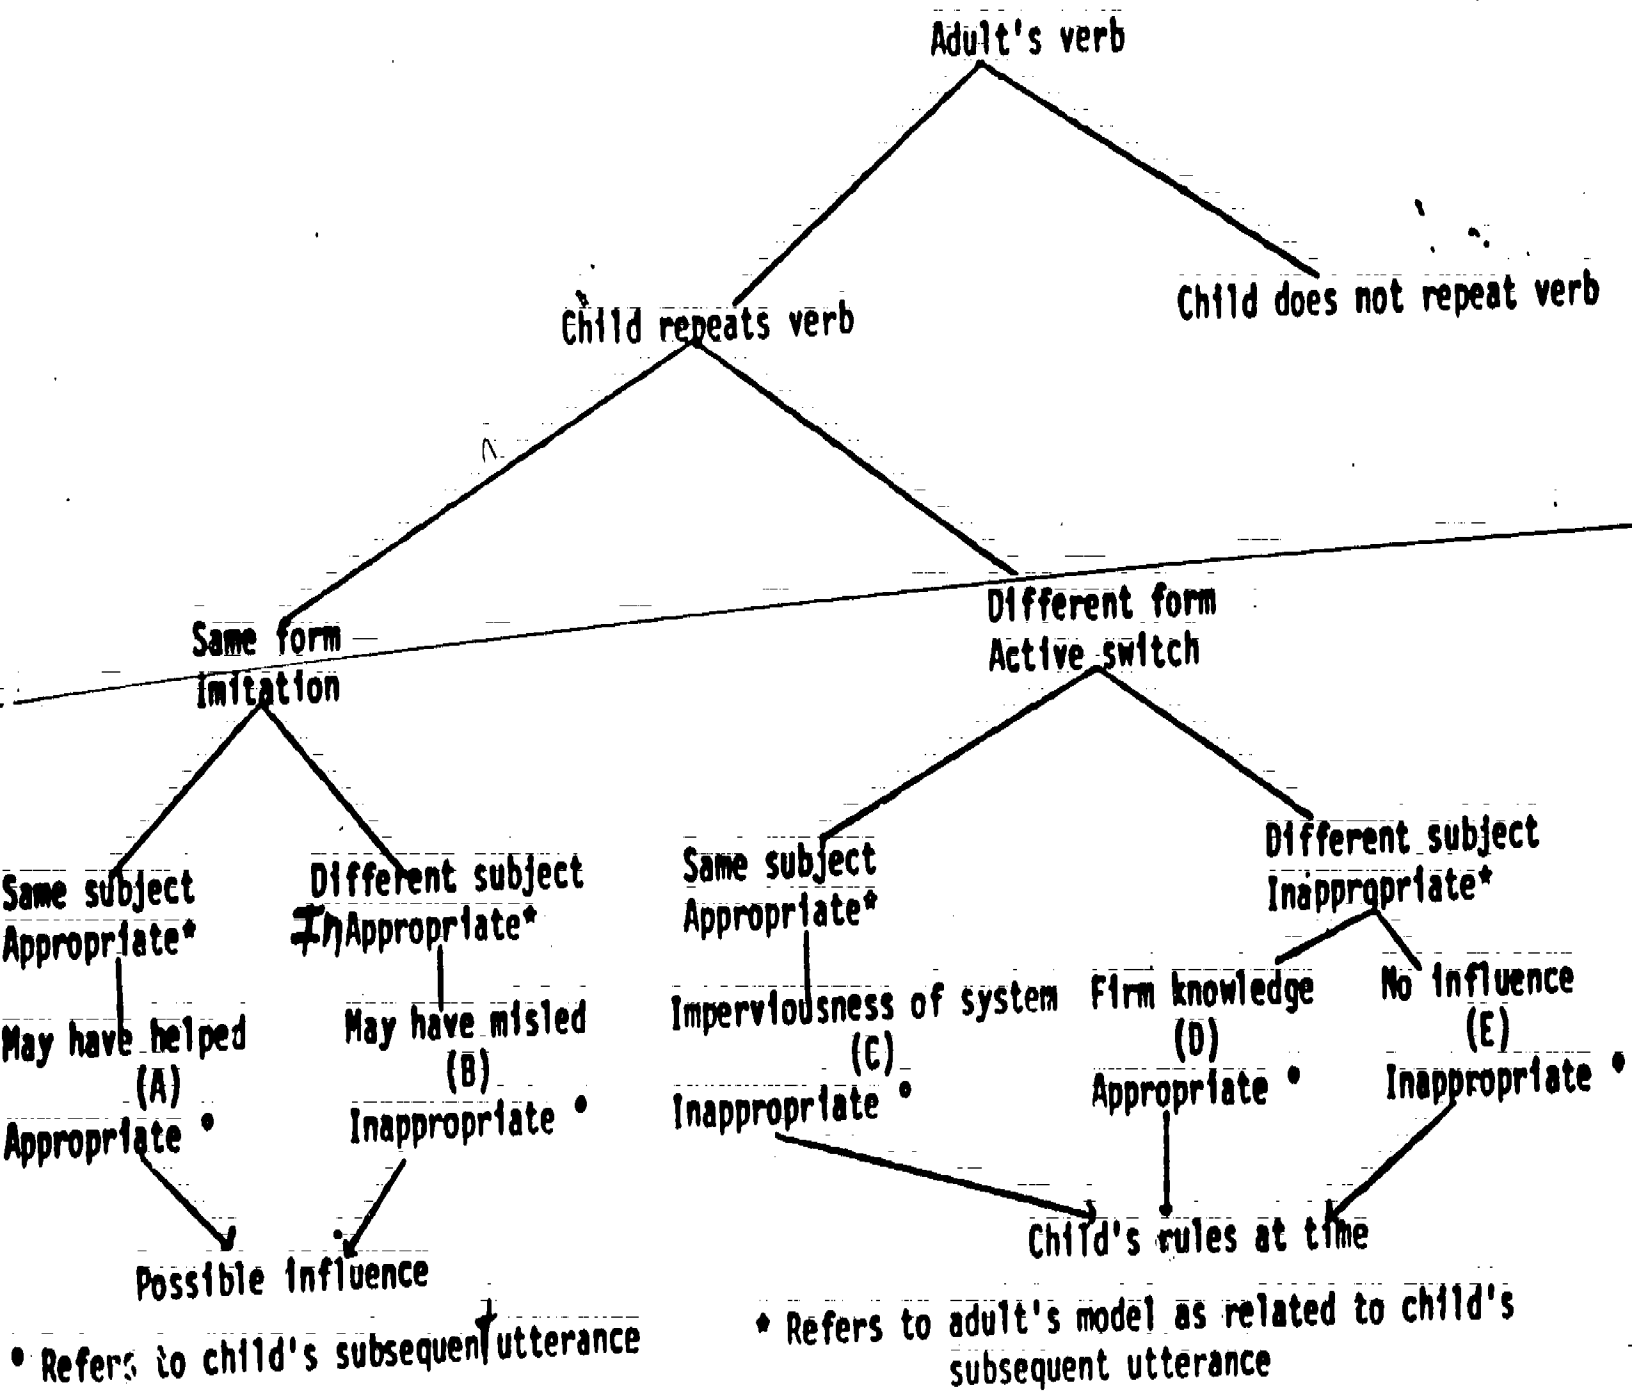 Adult's verb
Child repeats verb
Child does not repeat verb
Same form
Imitation
Different form
Active switch
Same subject
Appropriate*
May have helped
(A)
Appropriate •
Different subject
InAppropriate*
May have misled
(B)
Inappropriate •
Same subject
Appropriate*
Imperviousness of system
(C)
Inappropriate •
Different subject
Inappropriate*
Firm knowledge
(D)
Appropriate •
No influence
(E)
Inappropriate •
Possible influence
Child's rules at time
• Refers to child's subsequent utterance
* Refers to adult's model as related to child's
subsequent utterance